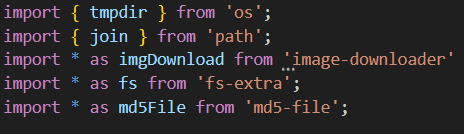 import { tmpdir } from 'os';
import { join } from 'path';
import * as imgDownload from 'image-downloader'
import * as fs from 'fs-extra';
import * as md5File from 'md5-file';